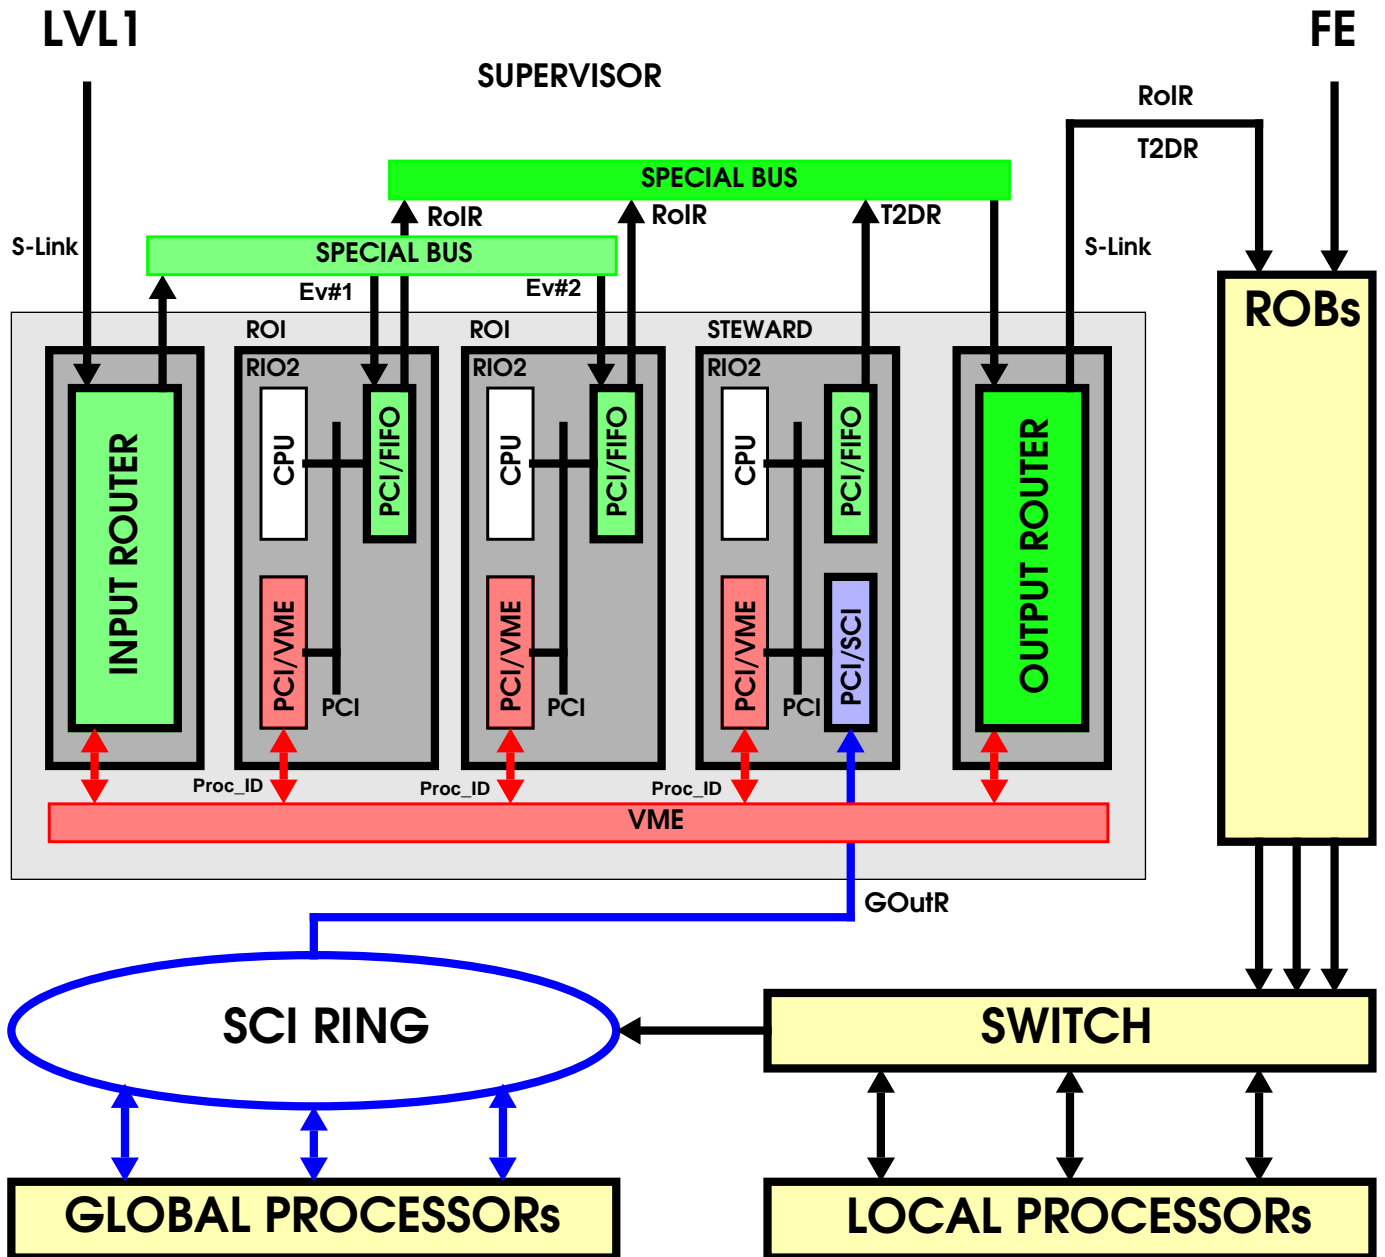 LVL1
FE
SUPERVISOR
RoIR
T2DR
SPECIAL BUS
RoIR
RoIR
T2DR
S-Link
SPECIAL BUS
S-Link
Ev#1
Ev#2
ROI
ROI
STEWARD
ROBs
RIO2
RIO2
RIO2
INPUT ROUTER
CPU
PCI/FIFO
CPU
PCI/FIFO
CPU
PCI/FIFO
OUTPUT ROUTER
PCI/VME
PCI/VME
PCI/VME
PCI/SCI
PCI
PCI
PCI
Proc_ID
Proc_ID
Proc_ID
VME
GOutR
SCI RING
SWITCH
GLOBAL PROCESSORs
LOCAL PROCESSORs